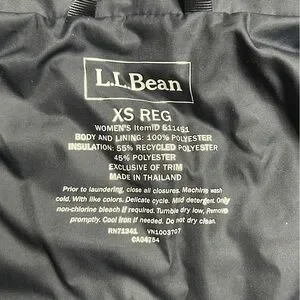 L.L.Bean
XS REG
WOMEN'S ItemID 511451
BODY AND LINING: 100% POLYESTER
INSULATION: 55% RECYCLED POLYESTER
45% POLYESTER
EXCLUSIVE OF TRIM
MADE IN THAILAND
Prior to laundering, close all closures. Machine wash
cold. With like colors. Delicate cycle. Mild detergent. Only
non-chlorine bleach if required. Tumble dry low. Remove
promptly. Cool iron if needed. Do not dry clean.
RN71341 VN1003707
CA04784